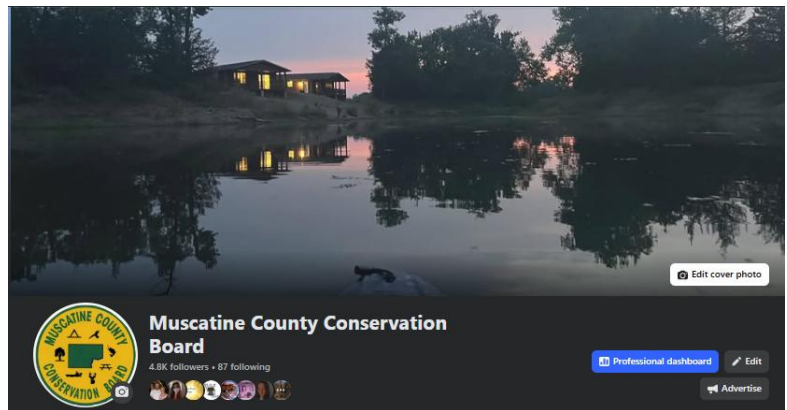 Edit cover photo
MUSCATINE COUNTY
CONSERVATION BOARD
Muscatine County Conservation
Board
4.8K followers • 87 following
Professional dashboard
Edit
Advertise